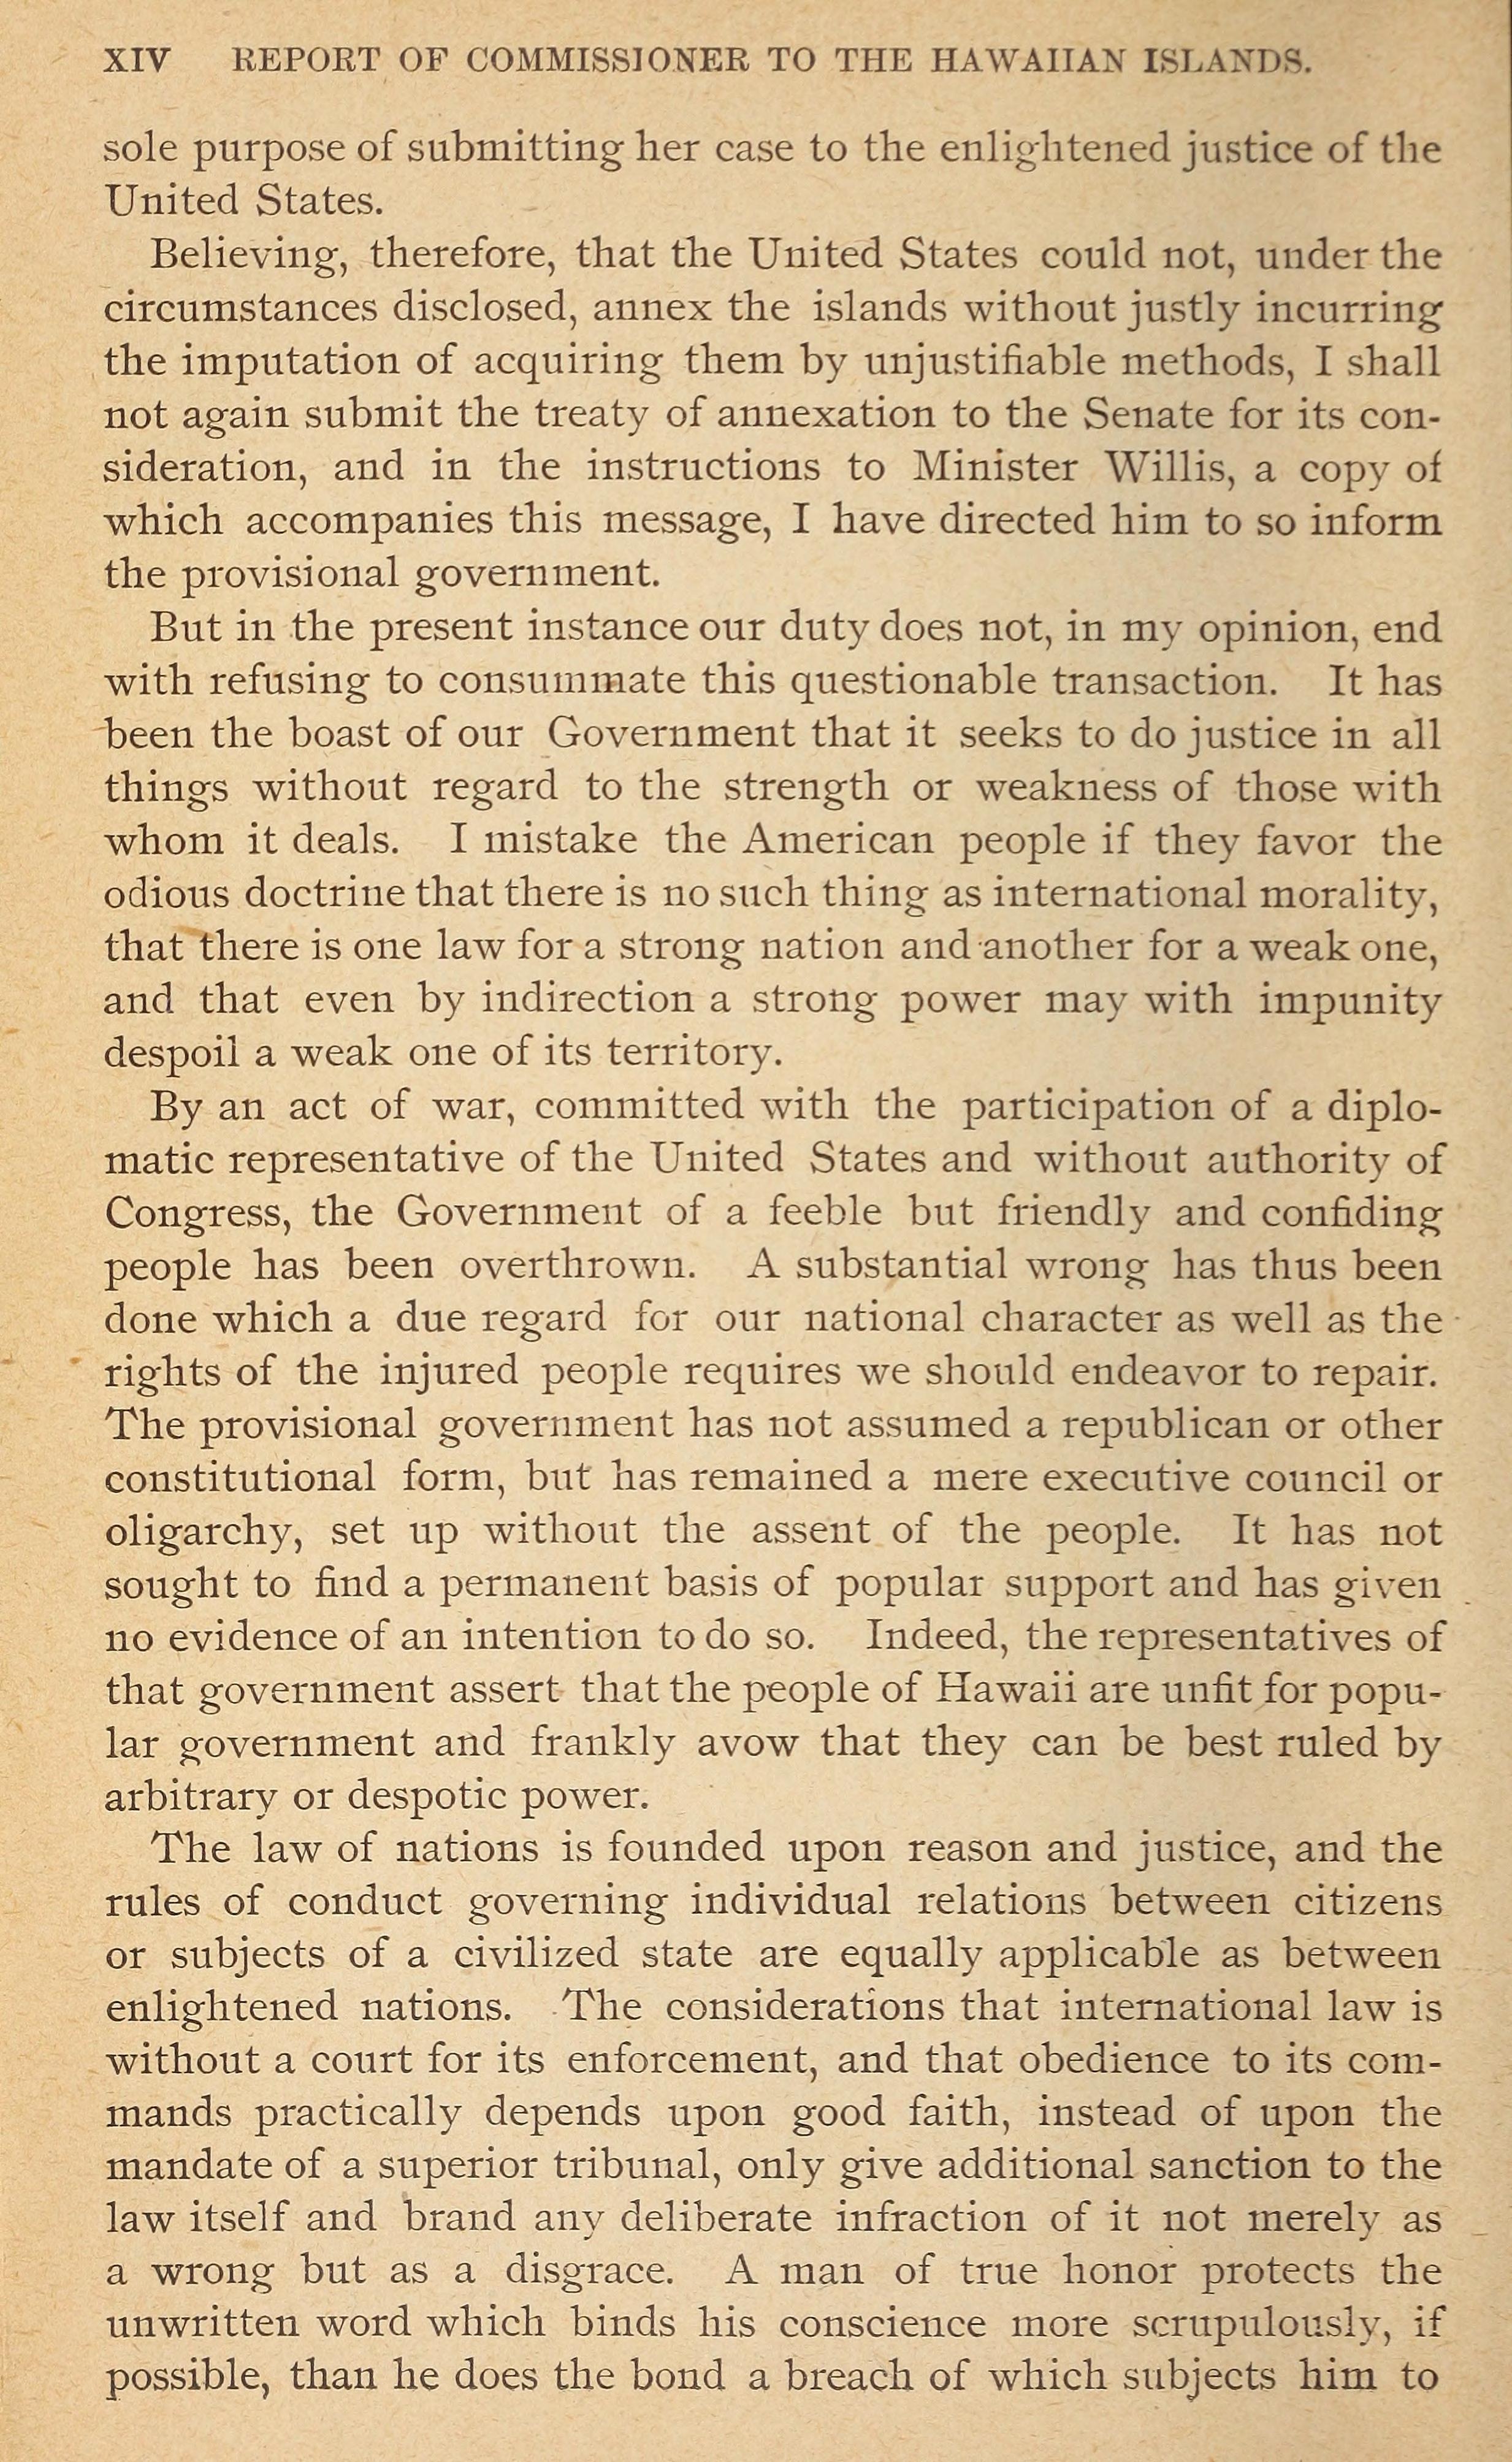 XIV REPORT OF COMMISSIONER TO THE HAWAIIAN ISLANDS.
sole purpose of submitting her case to the enlightened justice of the
United States.
Believing, therefore, that the United States could not, under the
circumstances disclosed, annex the islands without justly incurring
the imputation of acquiring them by unjustifiable methods, I shall
not again submit the treaty of annexation to the Senate for its con-
sideration, and in the instructions to Minister Willis, a copy of
which accompanies this message, I have directed him to so inform
the provisional government.
But in the present instance our duty does not, in my opinion, end
with refusing to consummate this questionable transaction. It has
been the boast of our Government that it seeks to do justice in all
things without regard to the strength or weakness of those with
whom it deals. I mistake the American people if they favor the
odious doctrine that there is no such thing as international morality,
that there is one law for a strong nation and another for a weak one,
and that even by indirection a strong power may with impunity
despoil a weak one of its territory.
By an act of war, committed with the participation of a diplo-
matic representative of the United States and without authority of
Congress, the Government of a feeble but friendly and confiding
people has been overthrown. A substantial wrong has thus been
done which a due regard for our national character as well as the
rights of the injured people requires we should endeavor to repair.
The provisional government has not assumed a republican or other
constitutional form, but has remained a mere executive council or
oligarchy, set up without the assent of the people. It has not
sought to find a permanent basis of popular support and has given
no evidence of an intention to do so. Indeed, the representatives of
that government assert that the people of Hawaii are unfit for popu-
lar government and frankly avow that they can be best ruled by
arbitrary or despotic power.
The law of nations is founded upon reason and justice, and the
rules of conduct governing individual relations between citizens
or subjects of a civilized state are equally applicable as between
enlightened nations. The considerations that international law is
without a court for its enforcement, and that obedience to its com-
mands practically depends upon good faith, instead of upon the
mandate of a superior tribunal, only give additional sanction to the
law itself and brand any deliberate infraction of it not merely as
a wrong but as a disgrace. A man of true honor protects the
unwritten word which binds his conscience more scrupulously, if
possible, than he does the bond a breach of which subjects him to